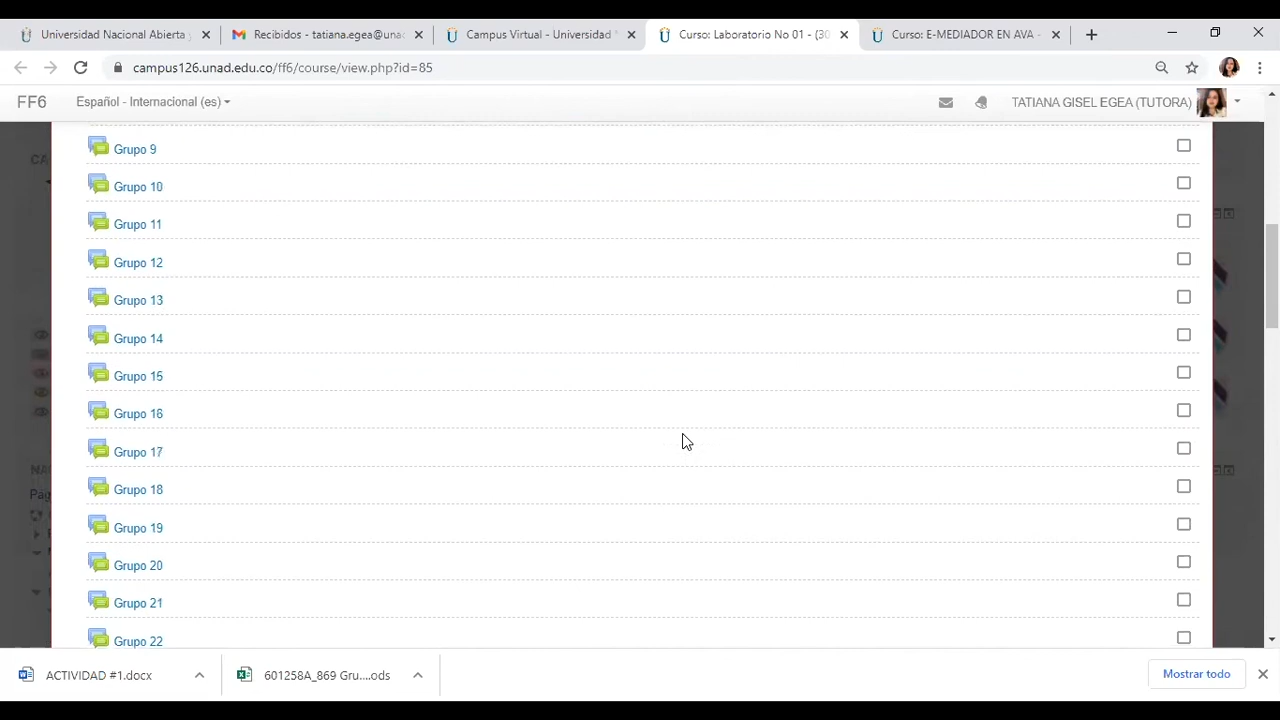 Universidad Nacional Abierta
Recibidos - tatiana.egea@unad
Campus Virtual - Universidad
Curso: Laboratorio No 01 - (30
Curso: E-MEDIADOR EN AVA -
campus126.unad.edu.co/ff6/course/view.php?id=85
FF6
Español - Internacional (es)
TATIANA GISEL EGEA (TUTORA)
Grupo 9
Grupo 10
Grupo 11
Grupo 12
Grupo 13
Grupo 14
Grupo 15
Grupo 16
Grupo 17
Grupo 18
Grupo 19
Grupo 20
Grupo 21
Grupo 22
ACTIVIDAD #1.docx
601258A_869 Gru....ods
Mostrar todo